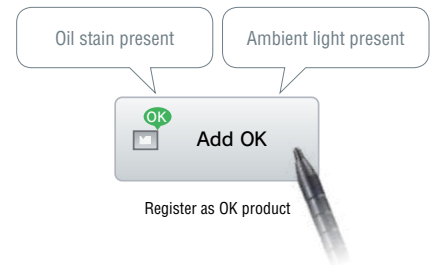 Oil stain present
Ambient light present
OK
Add OK
Register as OK product